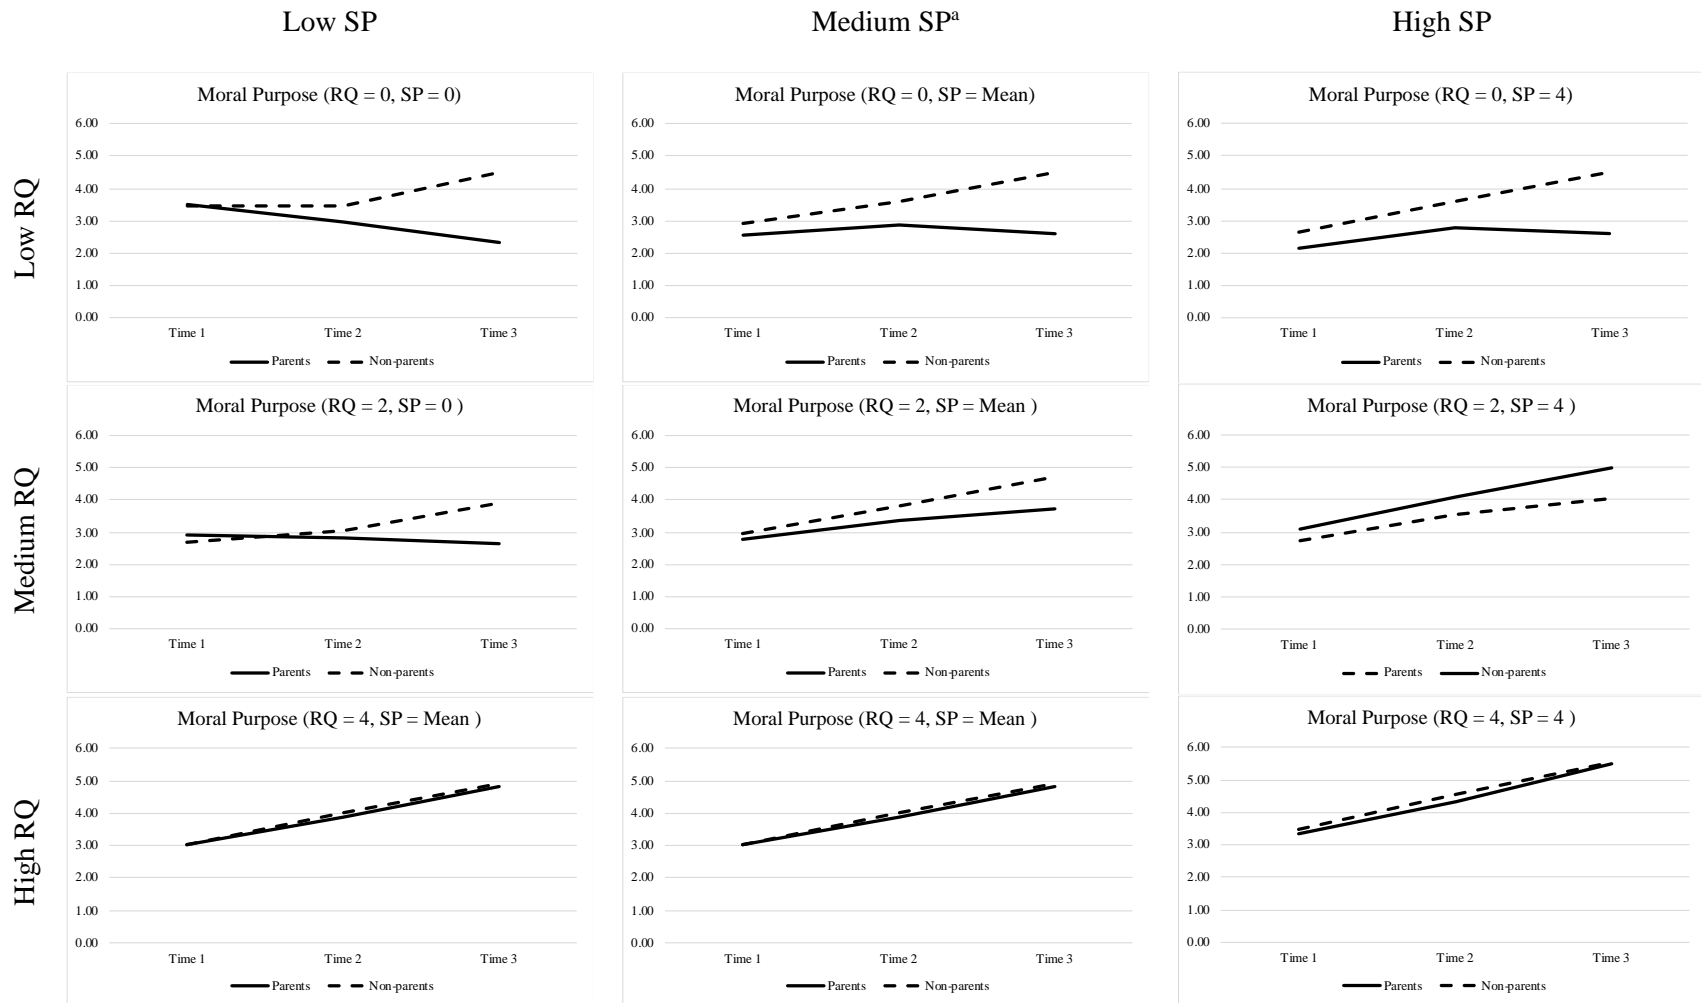 Low SP
Medium SPᵃ
High SP
Low RQ
Moral Purpose (RQ = 0, SP = 0)
6.00
5.00
4.00
3.00
2.00
1.00
0.00
Time 1 Time 2 Time 3
Parents Non-parents
Moral Purpose (RQ = 0, SP = Mean)
6.00
5.00
4.00
3.00
2.00
1.00
0.00
Time 1 Time 2 Time 3
Parents Non-parents
Moral Purpose (RQ = 0, SP = 4)
6.00
5.00
4.00
3.00
2.00
1.00
0.00
Time 1 Time 2 Time 3
Parents Non-parents
Medium RQ
Moral Purpose (RQ = 2, SP = 0 )
6.00
5.00
4.00
3.00
2.00
1.00
0.00
Time 1 Time 2 Time 3
Parents Non-parents
Moral Purpose (RQ = 2, SP = Mean )
6.00
5.00
4.00
3.00
2.00
1.00
0.00
Time 1 Time 2 Time 3
Parents Non-parents
Moral Purpose (RQ = 2, SP = 4 )
6.00
5.00
4.00
3.00
2.00
1.00
0.00
Time 1 Time 2 Time 3
Parents Non-parents
High RQ
Moral Purpose (RQ = 4, SP = Mean )
6.00
5.00
4.00
3.00
2.00
1.00
0.00
Time 1 Time 2 Time 3
Parents Non-parents
Moral Purpose (RQ = 4, SP = Mean )
6.00
5.00
4.00
3.00
2.00
1.00
0.00
Time 1 Time 2 Time 3
Parents Non-parents
Moral Purpose (RQ = 4, SP = 4 )
6.00
5.00
4.00
3.00
2.00
1.00
0.00
Time 1 Time 2 Time 3
Parents Non-parents